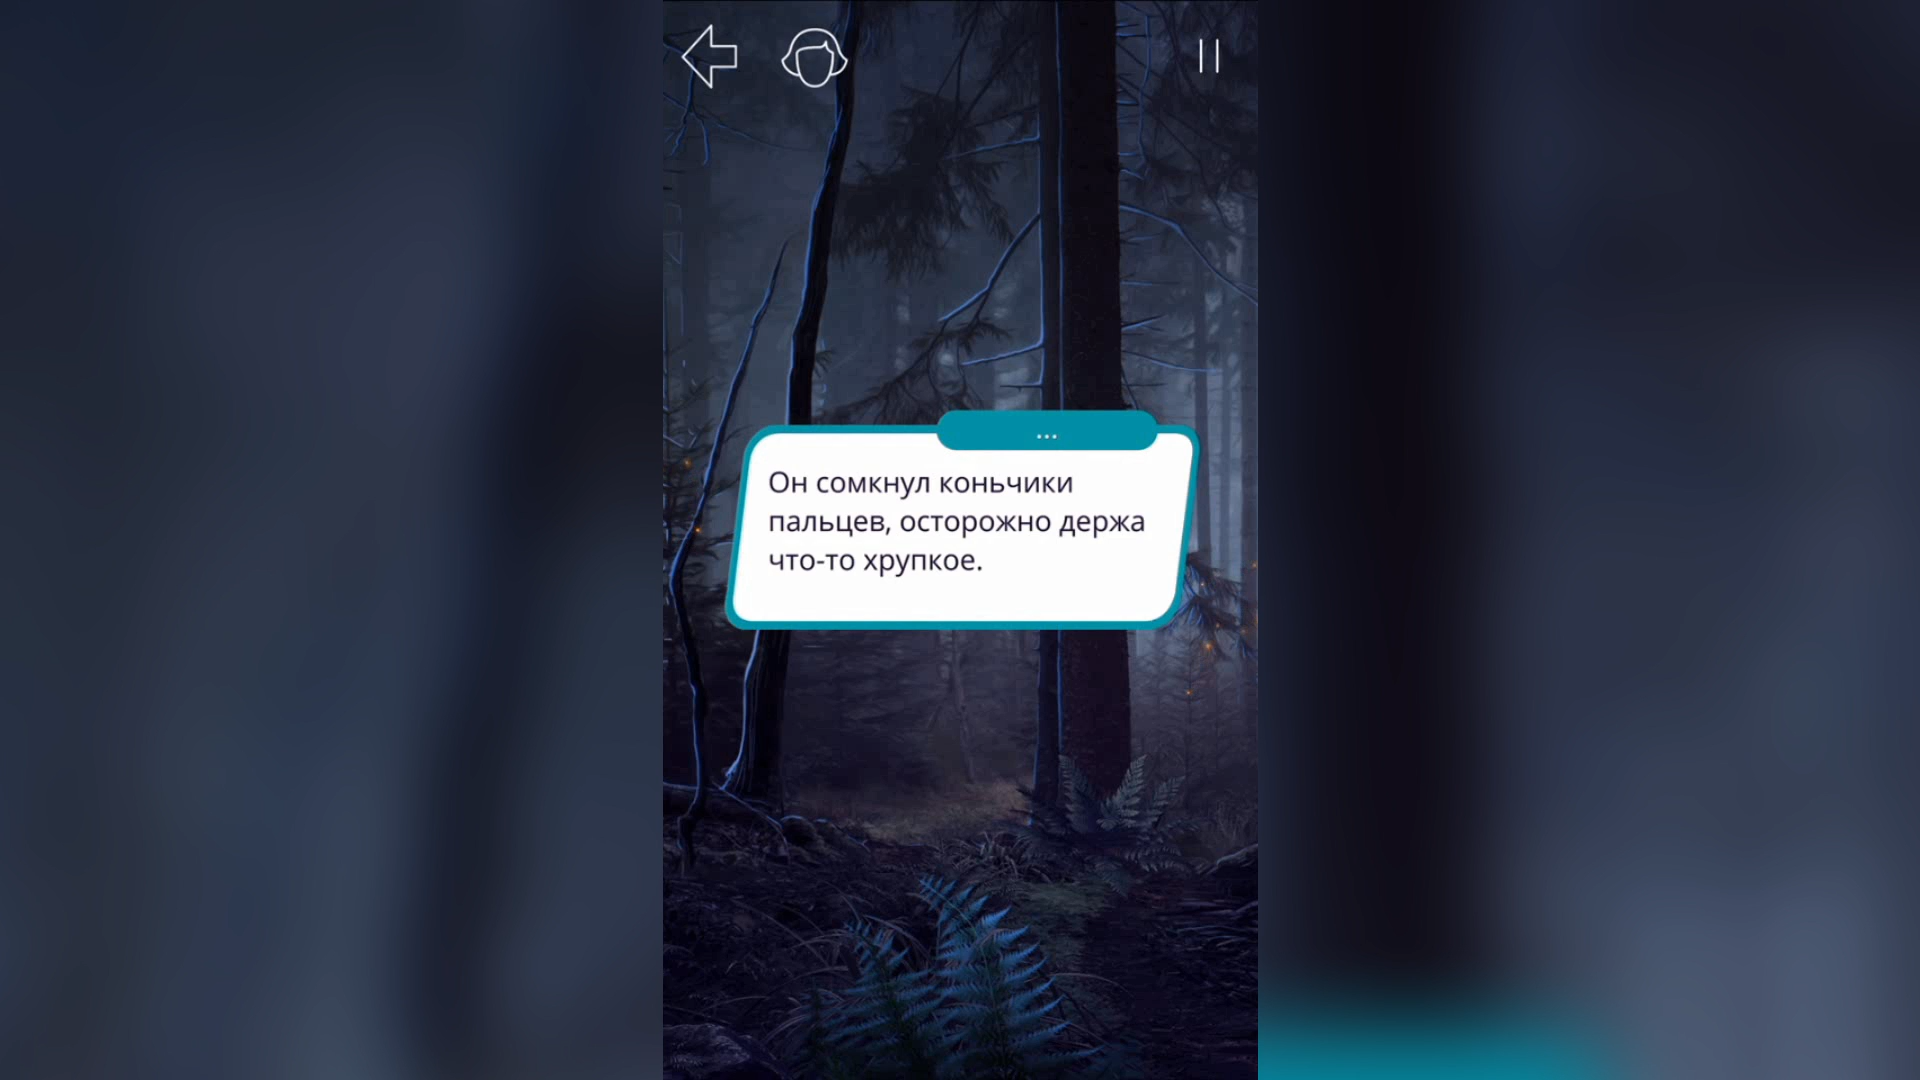 ...
Он сомкнул коньчики
пальцев, осторожно держа
что-то хрупкое.